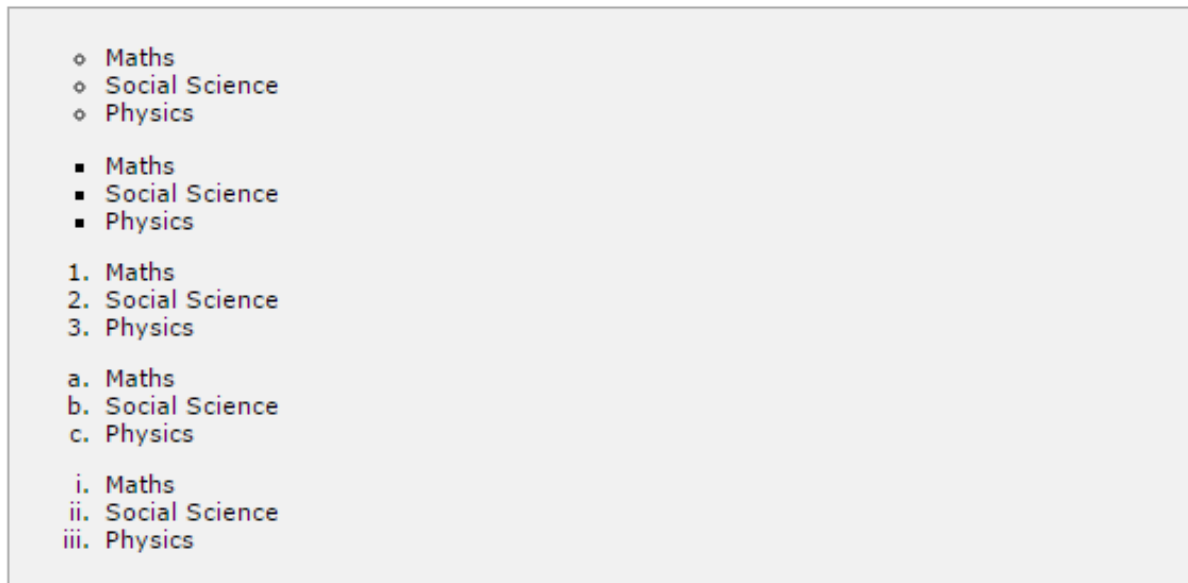 ◦ Maths
◦ Social Science
◦ Physics
▪ Maths
▪ Social Science
▪ Physics
1. Maths
2. Social Science
3. Physics
a. Maths
b. Social Science
c. Physics
i. Maths
ii. Social Science
iii. Physics